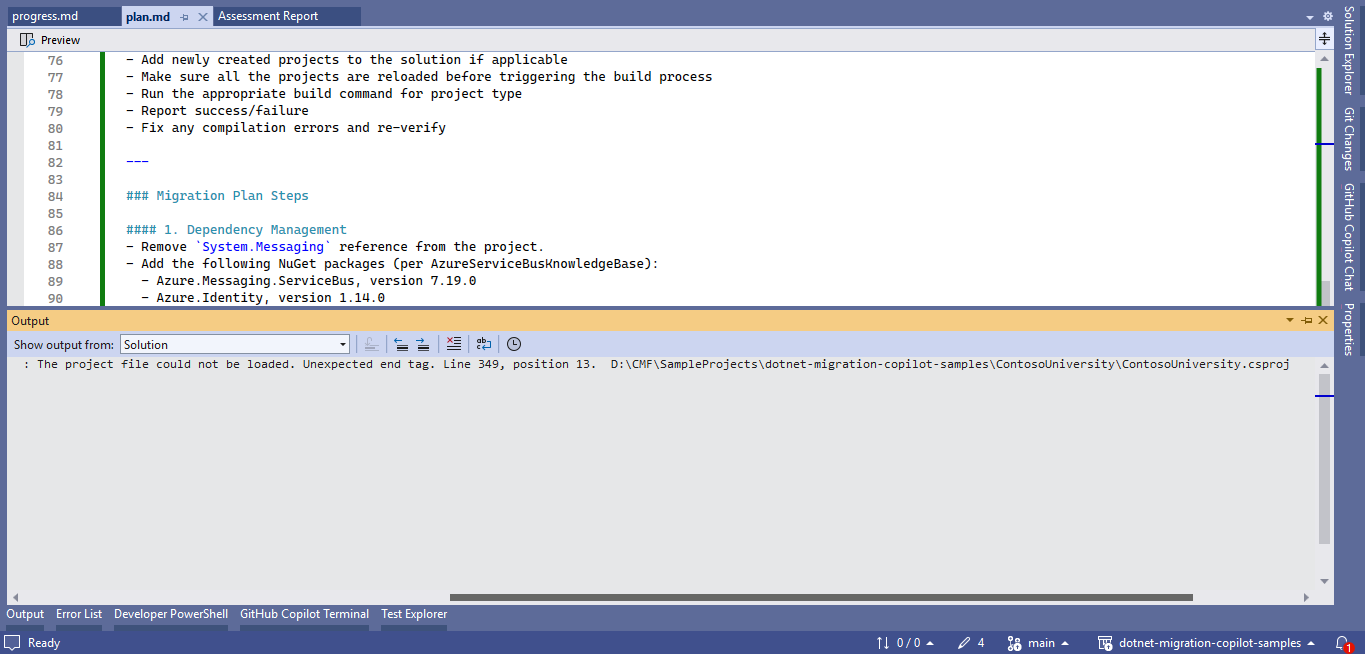 progress.md
plan.md
Assessment Report
Preview
76 - Add newly created projects to the solution if applicable
77 - Make sure all the projects are reloaded before triggering the build process
78 - Run the appropriate build command for project type
79 - Report success/failure
80 - Fix any compilation errors and re-verify
81
82 ---
83
84 ### Migration Plan Steps
85
86 #### 1. Dependency Management
87 - Remove `System.Messaging` reference from the project.
88 - Add the following NuGet packages (per AzureServiceBusKnowledgeBase):
89 - Azure.Messaging.ServiceBus, version 7.19.0
90 - Azure.Identity, version 1.14.0
Solution Explorer
Git Changes
GitHub Copilot Chat
Properties
Output
Show output from: Solution
: The project file could not be loaded. Unexpected end tag. Line 349, position 13.  D:\CMF\SampleProjects\dotnet-migration-copilot-samples\ContosoUniversity\ContosoUniversity.csproj
Output Error List Developer PowerShell GitHub Copilot Terminal Test Explorer
Ready 0 / 0 4 main dotnet-migration-copilot-samples 1